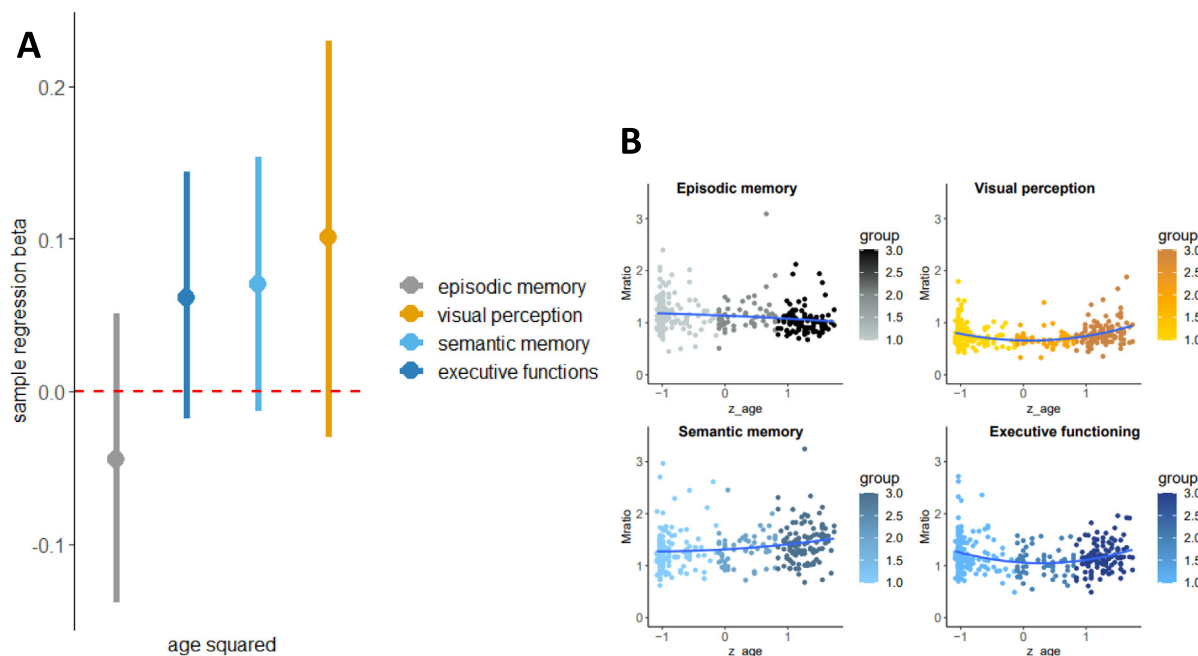 A
0.2
0.1
0.0
-0.1
sample regression beta
age squared
episodic memory
visual perception
semantic memory
executive functions
B
Episodic memory
3
2
1
0
Mratio
−1 0 1
z_age
group
3.0
2.5
2.0
1.5
1.0
Visual perception
3
2
1
0
Mratio
−1 0 1
z_age
group
3.0
2.5
2.0
1.5
1.0
Semantic memory
3
2
1
0
Mratio
−1 0 1
z_age
group
3.0
2.5
2.0
1.5
1.0
Executive functioning
3
2
1
0
Mratio
−1 0 1
z_age
group
3.0
2.5
2.0
1.5
1.0